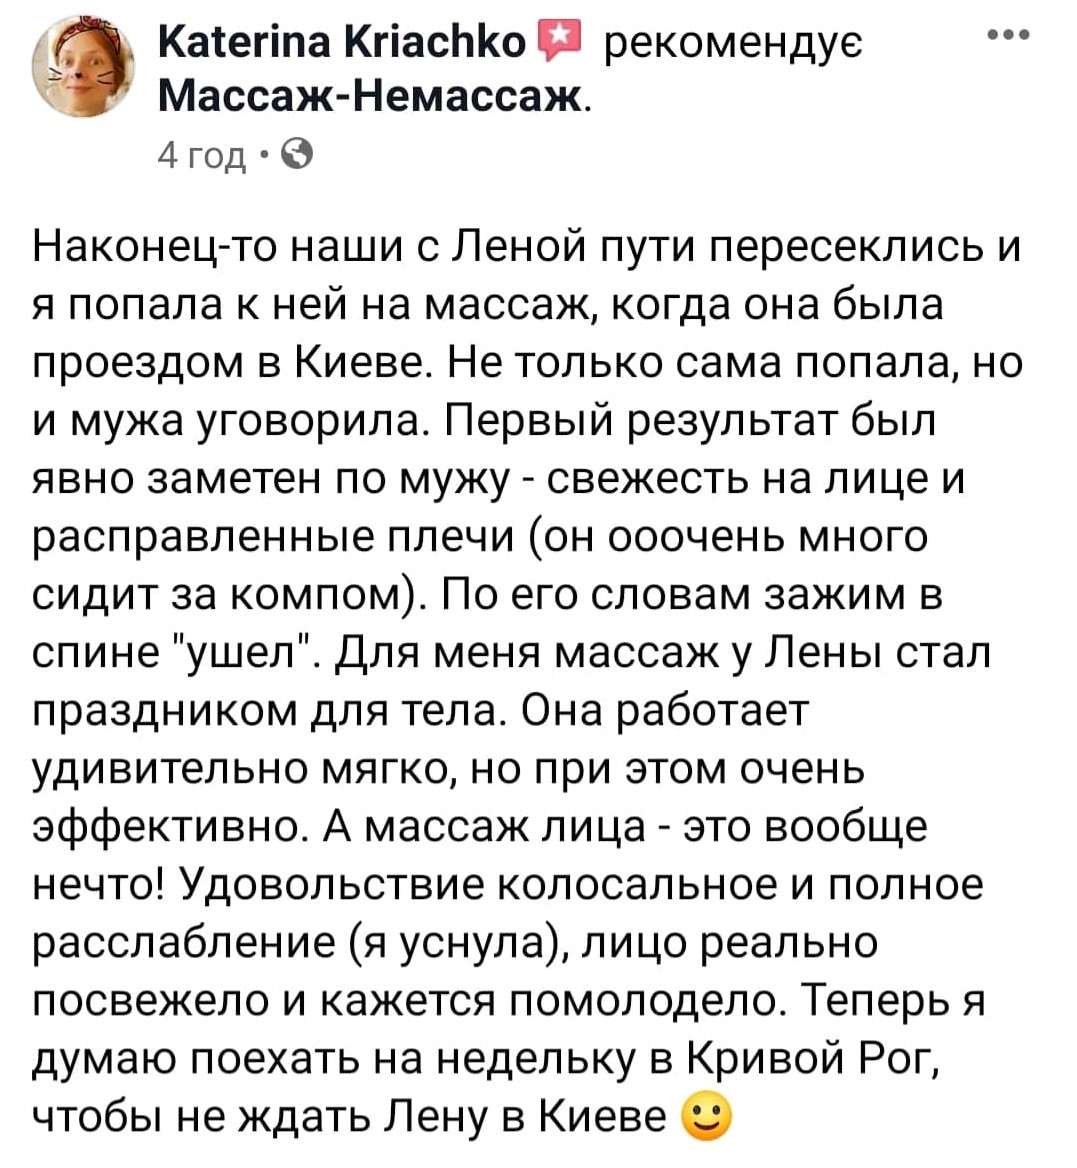 Katerina Kriachko рекомендує
Массаж-Немассаж.
4 год •
Наконец-то наши с Леной пути пересеклись и
я попала к ней на массаж, когда она была
проездом в Киеве. Не только сама попала, но
и мужа уговорила. Первый результат был
явно заметен по мужу - свежесть на лице и
расправленные плечи (он ооочень много
сидит за компом). По его словам зажим в
спине "ушел". Для меня массаж у Лены стал
праздником для тела. Она работает
удивительно мягко, но при этом очень
эффективно. А массаж лица - это вообще
нечто! Удовольствие колосальное и полное
расслабление (я уснула), лицо реально
посвежело и кажется помолодело. Теперь я
думаю поехать на недельку в Кривой Рог,
чтобы не ждать Лену в Киеве 🙂